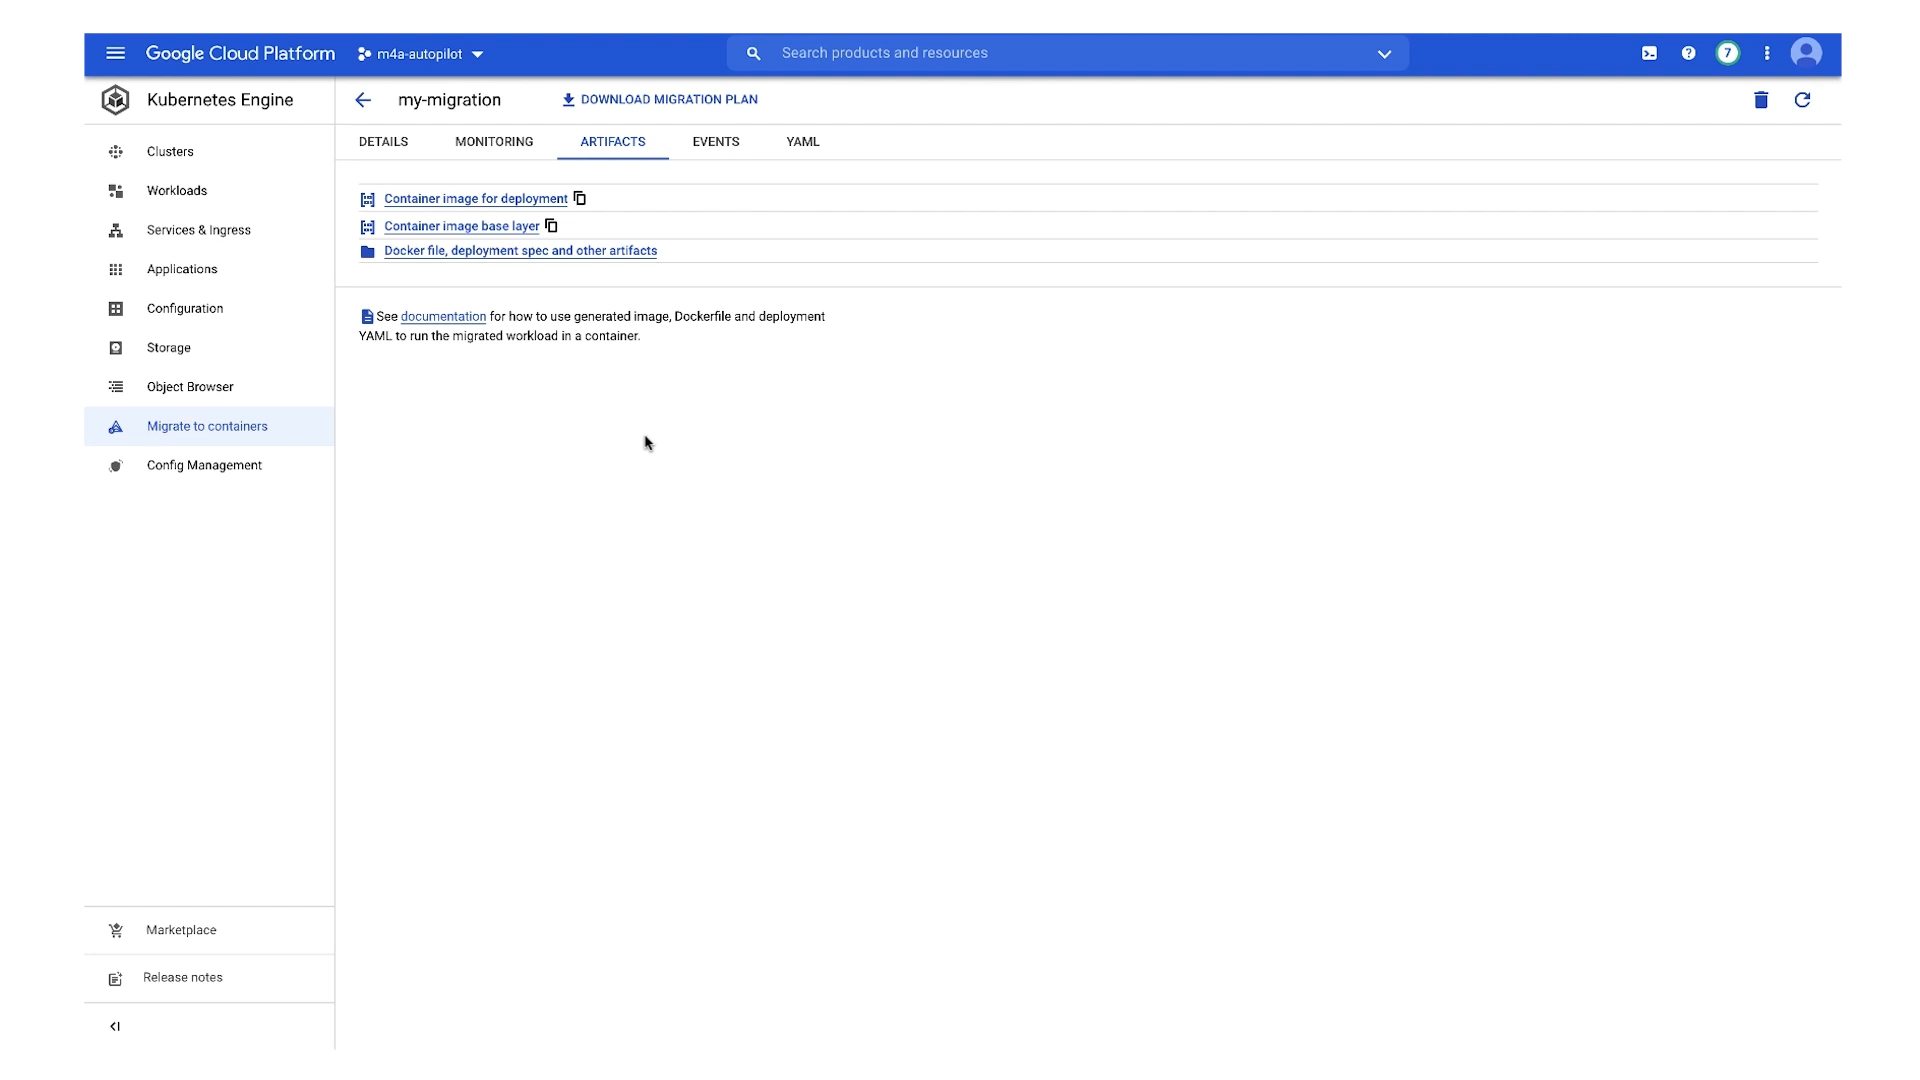 Google Cloud Platform
m4a-autopilot
Search products and resources
7
Kubernetes Engine
my-migration
DOWNLOAD MIGRATION PLAN
DETAILS
MONITORING
ARTIFACTS
EVENTS
YAML
Clusters
Workloads
Services & Ingress
Applications
Configuration
Storage
Object Browser
Migrate to containers
Config Management
Container image for deployment
Container image base layer
Docker file, deployment spec and other artifacts
See documentation for how to use generated image, Dockerfile and deployment
YAML to run the migrated workload in a container.
Marketplace
Release notes